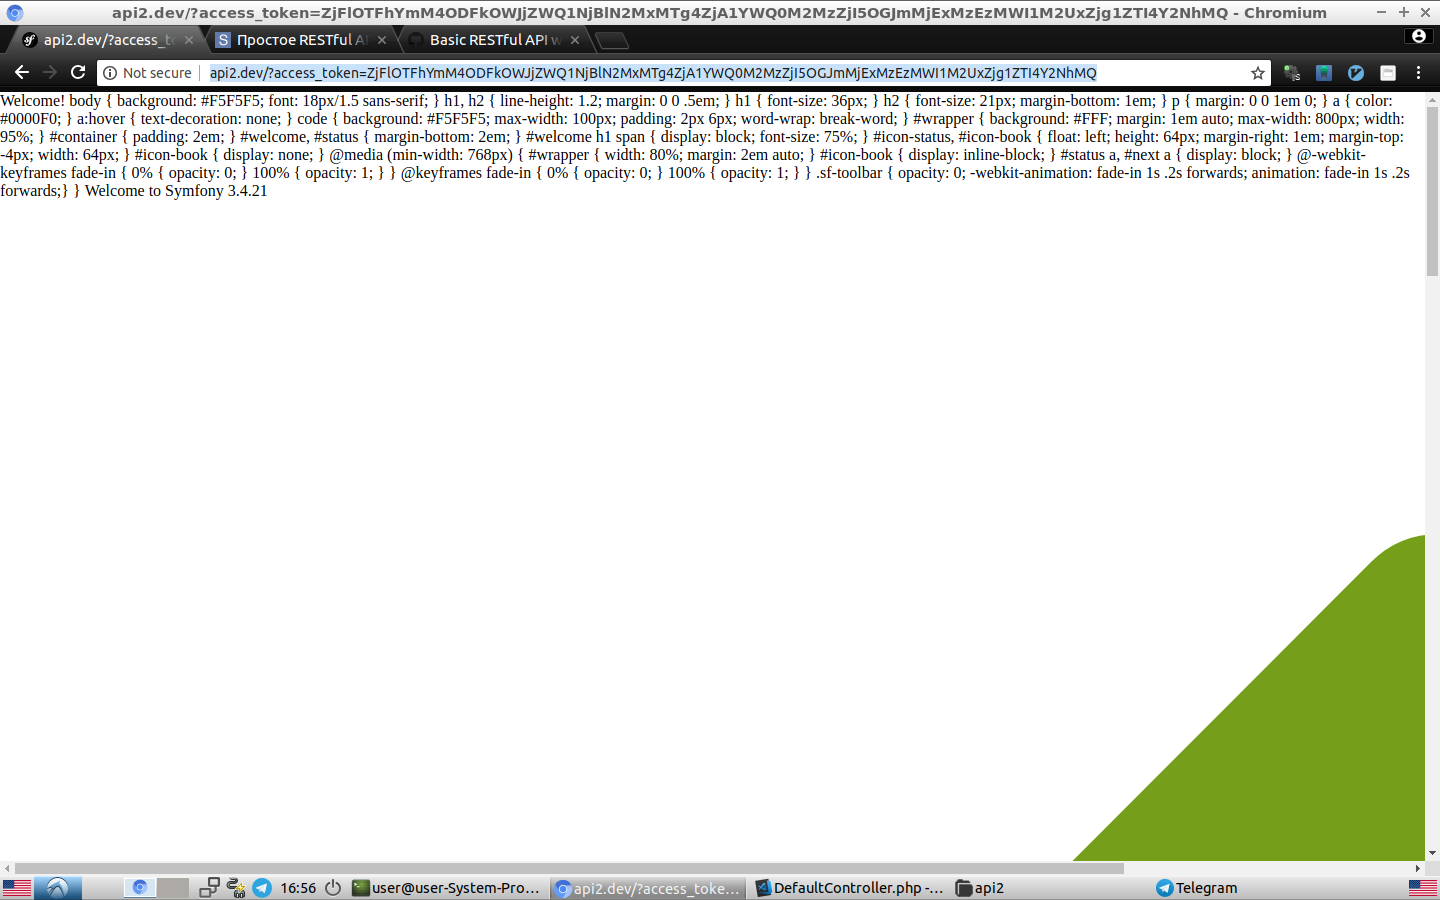 api2.dev/?access_token=ZjFlOTFhYmM4ODFkOWJjZWQ1NjBlN2MxMTg4ZjA1YWQ0M2MzZjI5OGJmMjExMzEzMWI1M2UxZjg1ZTI4Y2NhMQ - Chromium
api2.dev/?access_t
Простое RESTful A
Basic RESTful API w
Not secure
api2.dev/?access_token=ZjFlOTFhYmM4ODFkOWJjZWQ1NjBlN2MxMTg4ZjA1YWQ0M2MzZjI5OGJmMjExMzEzMWI1M2UxZjg1ZTI4Y2NhMQ
Welcome! body { background: #F5F5F5; font: 18px/1.5 sans-serif; } h1, h2 { line-height: 1.2; margin: 0 0 .5em; } h1 { font-size: 36px; } h2 { font-size: 21px; margin-bottom: 1em; } p { margin: 0 0 1em 0; } a { color:
#0000F0; } a:hover { text-decoration: none; } code { background: #F5F5F5; max-width: 100px; padding: 2px 6px; word-wrap: break-word; } #wrapper { background: #FFF; margin: 1em auto; max-width: 800px; width:
95%; } #container { padding: 2em; } #welcome, #status { margin-bottom: 2em; } #welcome h1 span { display: block; font-size: 75%; } #icon-status, #icon-book { float: left; height: 64px; margin-right: 1em; margin-top:
-4px; width: 64px; } #icon-book { display: none; } @media (min-width: 768px) { #wrapper { width: 80%; margin: 2em auto; } #icon-book { display: inline-block; } #status a, #next a { display: block; } @-webkit-
keyframes fade-in { 0% { opacity: 0; } 100% { opacity: 1; } } @keyframes fade-in { 0% { opacity: 0; } 100% { opacity: 1; } } .sf-toolbar { opacity: 0; -webkit-animation: fade-in 1s .2s forwards; animation: fade-in 1s .2s
forwards;} } Welcome to Symfony 3.4.21
16:56
user@user-System-Pro...
api2.dev/?access_toke...
DefaultController.php -...
api2
Telegram